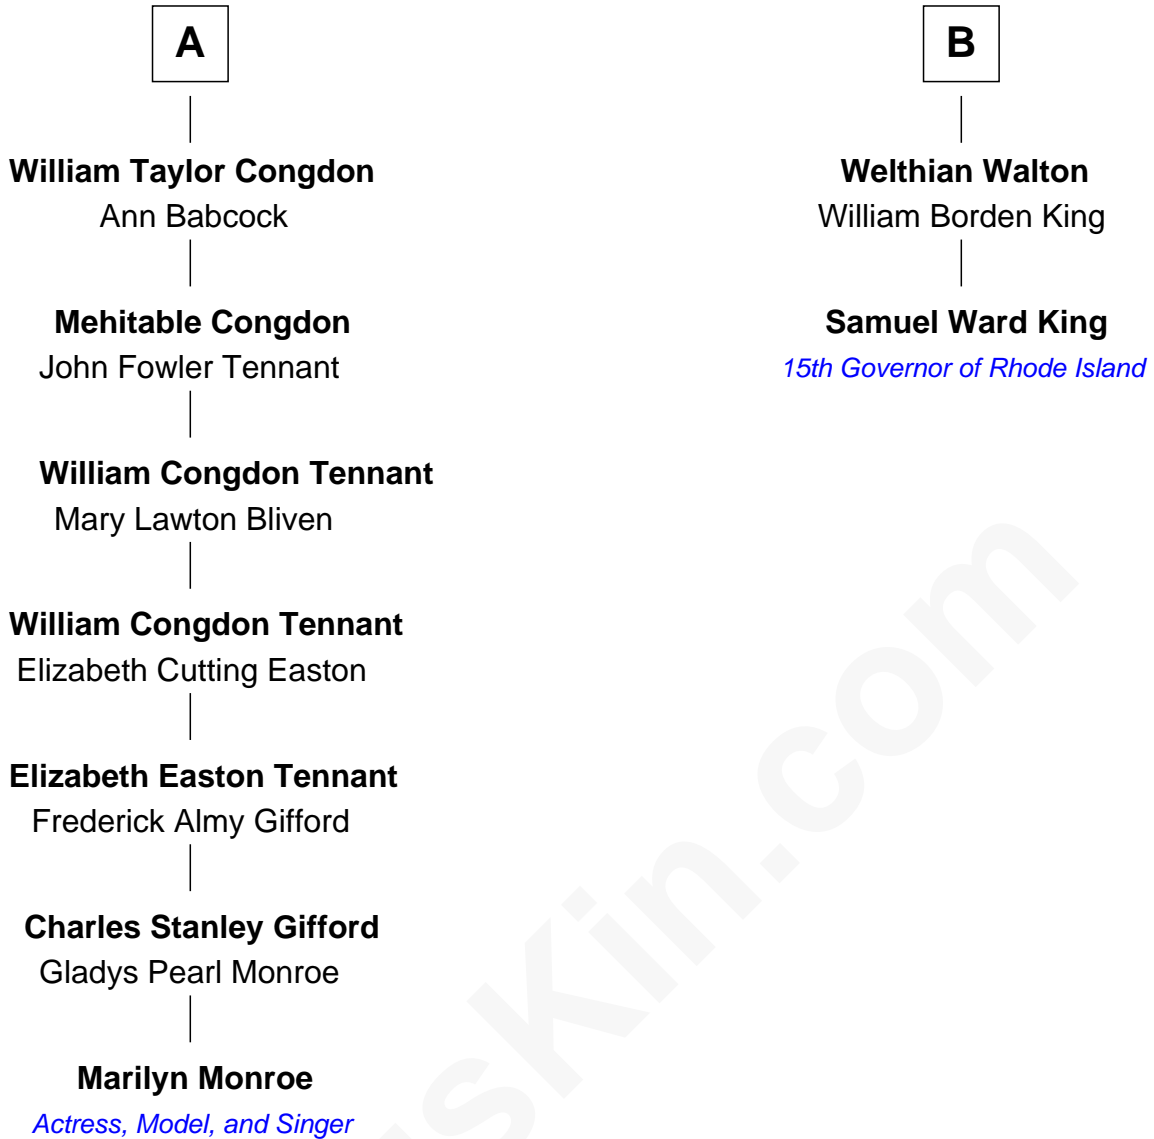 A
William Taylor Congdon
Ann Babcock
Mehitable Congdon
John Fowler Tennant
William Congdon Tennant
Mary Lawton Bliven
William Congdon Tennant
Elizabeth Cutting Easton
Elizabeth Easton Tennant
Frederick Almy Gifford
Charles Stanley Gifford
Gladys Pearl Monroe
Marilyn Monroe
Actress, Model, and Singer
B
Welthian Walton
William Borden King
Samuel Ward King
15th Governor of Rhode Island
usKin.com